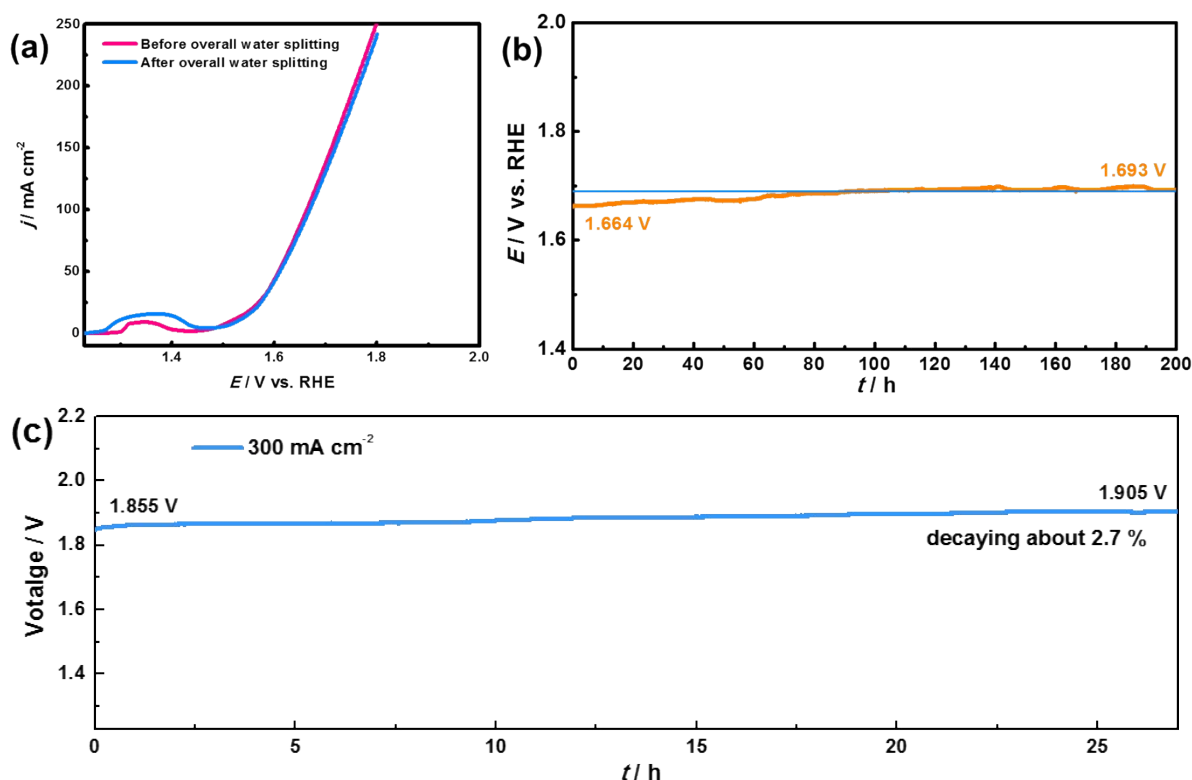 (a)
Before overall water splitting
After overall water splitting
250
200
150
100
50
0
j/ mA cm-2
1.4
1.6
1.8
2.0
E / V vs. RHE
(b)
2.0
1.8
1.6
1.4
E / V vs. RHE
1.664 V
1.693 V
0
20
40
60
80
100
120
140
160
180
200
t / h
(c)
300 mA cm-2
2.2
2.0
1.8
1.6
1.4
Votalge / V
1.855 V
1.905 V
decaying about 2.7 %
0
5
10
15
20
25
t / h